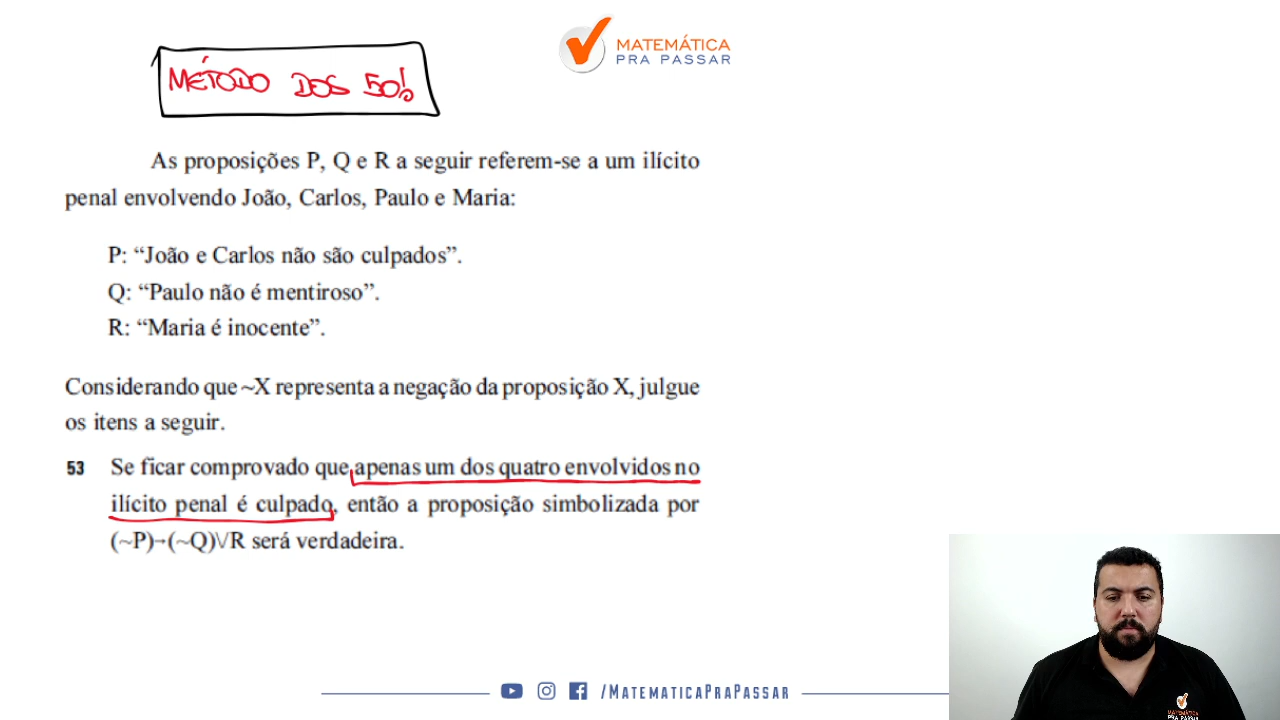 MATEMÁTICA
PRA PASSAR
MÉTODO DOS 50!
As proposições P, Q e R a seguir referem-se a um ilícito
penal envolvendo João, Carlos, Paulo e Maria:
P: “João e Carlos não são culpados”.
Q: “Paulo não é mentiroso”.
R: “Maria é inocente”.
Considerando que ~X representa a negação da proposição X, julgue
os itens a seguir.
53 Se ficar comprovado que apenas um dos quatro envolvidos no
ilícito penal é culpado, então a proposição simbolizada por
(~P)→(~Q)∨R será verdadeira.
MATEMÁTICA
PRA PASSAR
/MATEMATICAPRAPASSAR